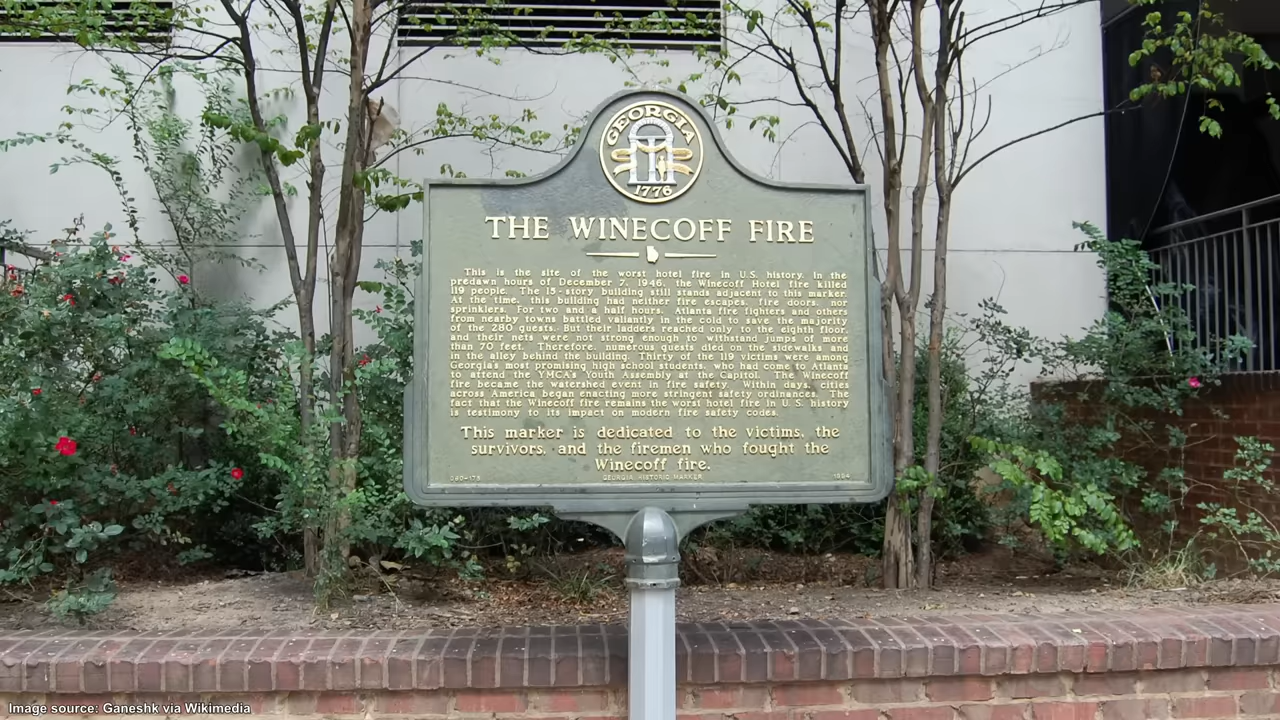 GEORGIA
1776
THE WINECOFF FIRE
This is the site of the worst hotel fire in U.S. history. In the
predawn hours of December 7, 1946, the Winecoff Hotel fire killed
119 people. The 15-story building still stands adjacent to this marker.
At the time, this building had neither fire escapes, fire doors, nor
sprinklers. For two and a half hours, Atlanta fire fighters and others
from nearby towns battled valiantly in the cold to save the majority
of the 280 guests. But their ladders reached only to the eighth floor,
and their nets were not strong enough to withstand jumps of more
than 70 feet. Therefore, numerous guests died on the sidewalks and
in the alley behind the building. Thirty of the 119 victims were among
Georgia's most promising high school students, who had come to Atlanta
to attend the YMCA's Youth Assembly at the Capitol. The Winecoff
fire became the watershed event in fire safety. Within days, cities
across America began enacting more stringent safety ordinances. The
fact that the Winecoff fire remains the worst hotel fire in U.S. history
is testimony to its impact on modern fire safety codes.
This marker is dedicated to the victims, the
survivors, and the firemen who fought the
Winecoff fire.
GEORGIA HISTORIC MARKER
Image source: Ganeshk via Wikimedia